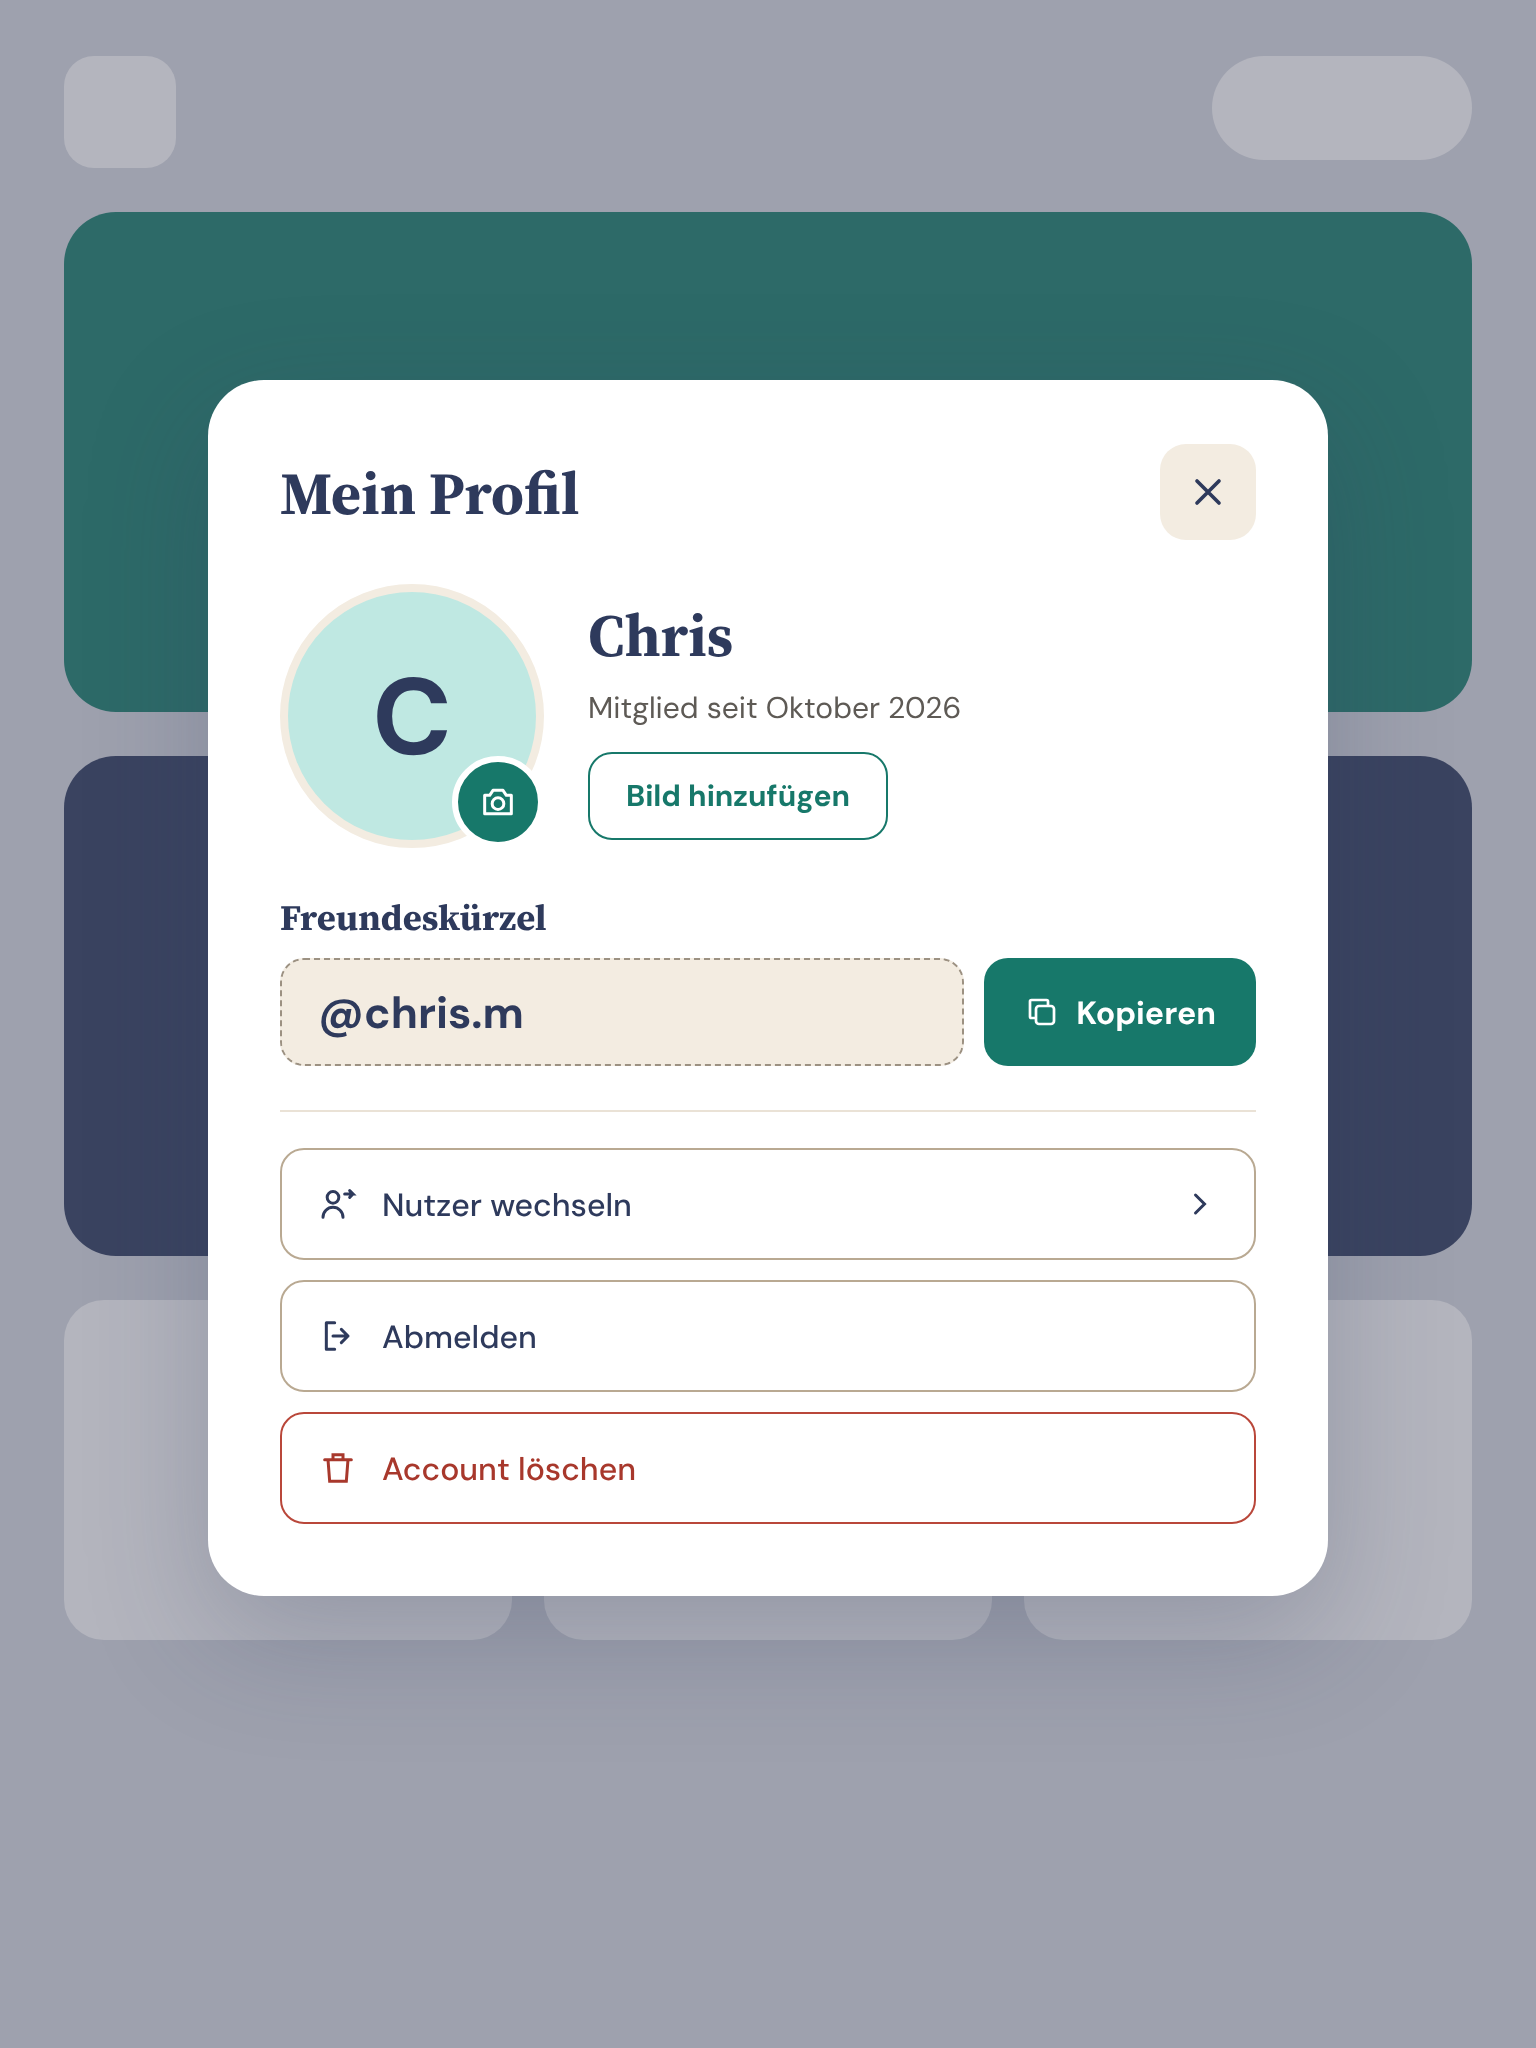 Mein Profil
C
Chris
Mitglied seit Oktober 2026
Bild hinzufügen
Freundeskürzel
@chris.m
Kopieren
Nutzer wechseln
Abmelden
Account löschen